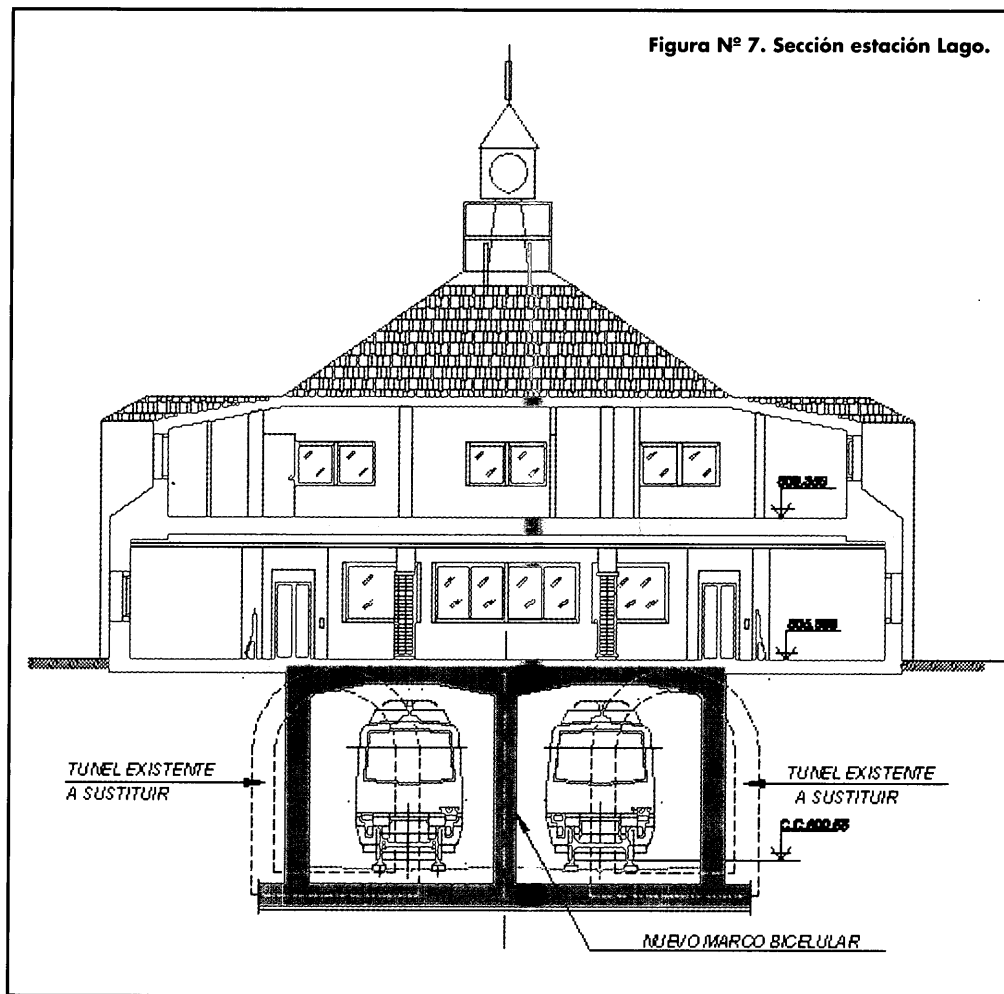 Figura Nº 7. Sección estación Lago.
TUNEL EXISTENTE
A SUSTITUIR
TUNEL EXISTENTE
A SUSTITUIR
NUEVO MARCO BICELULAR